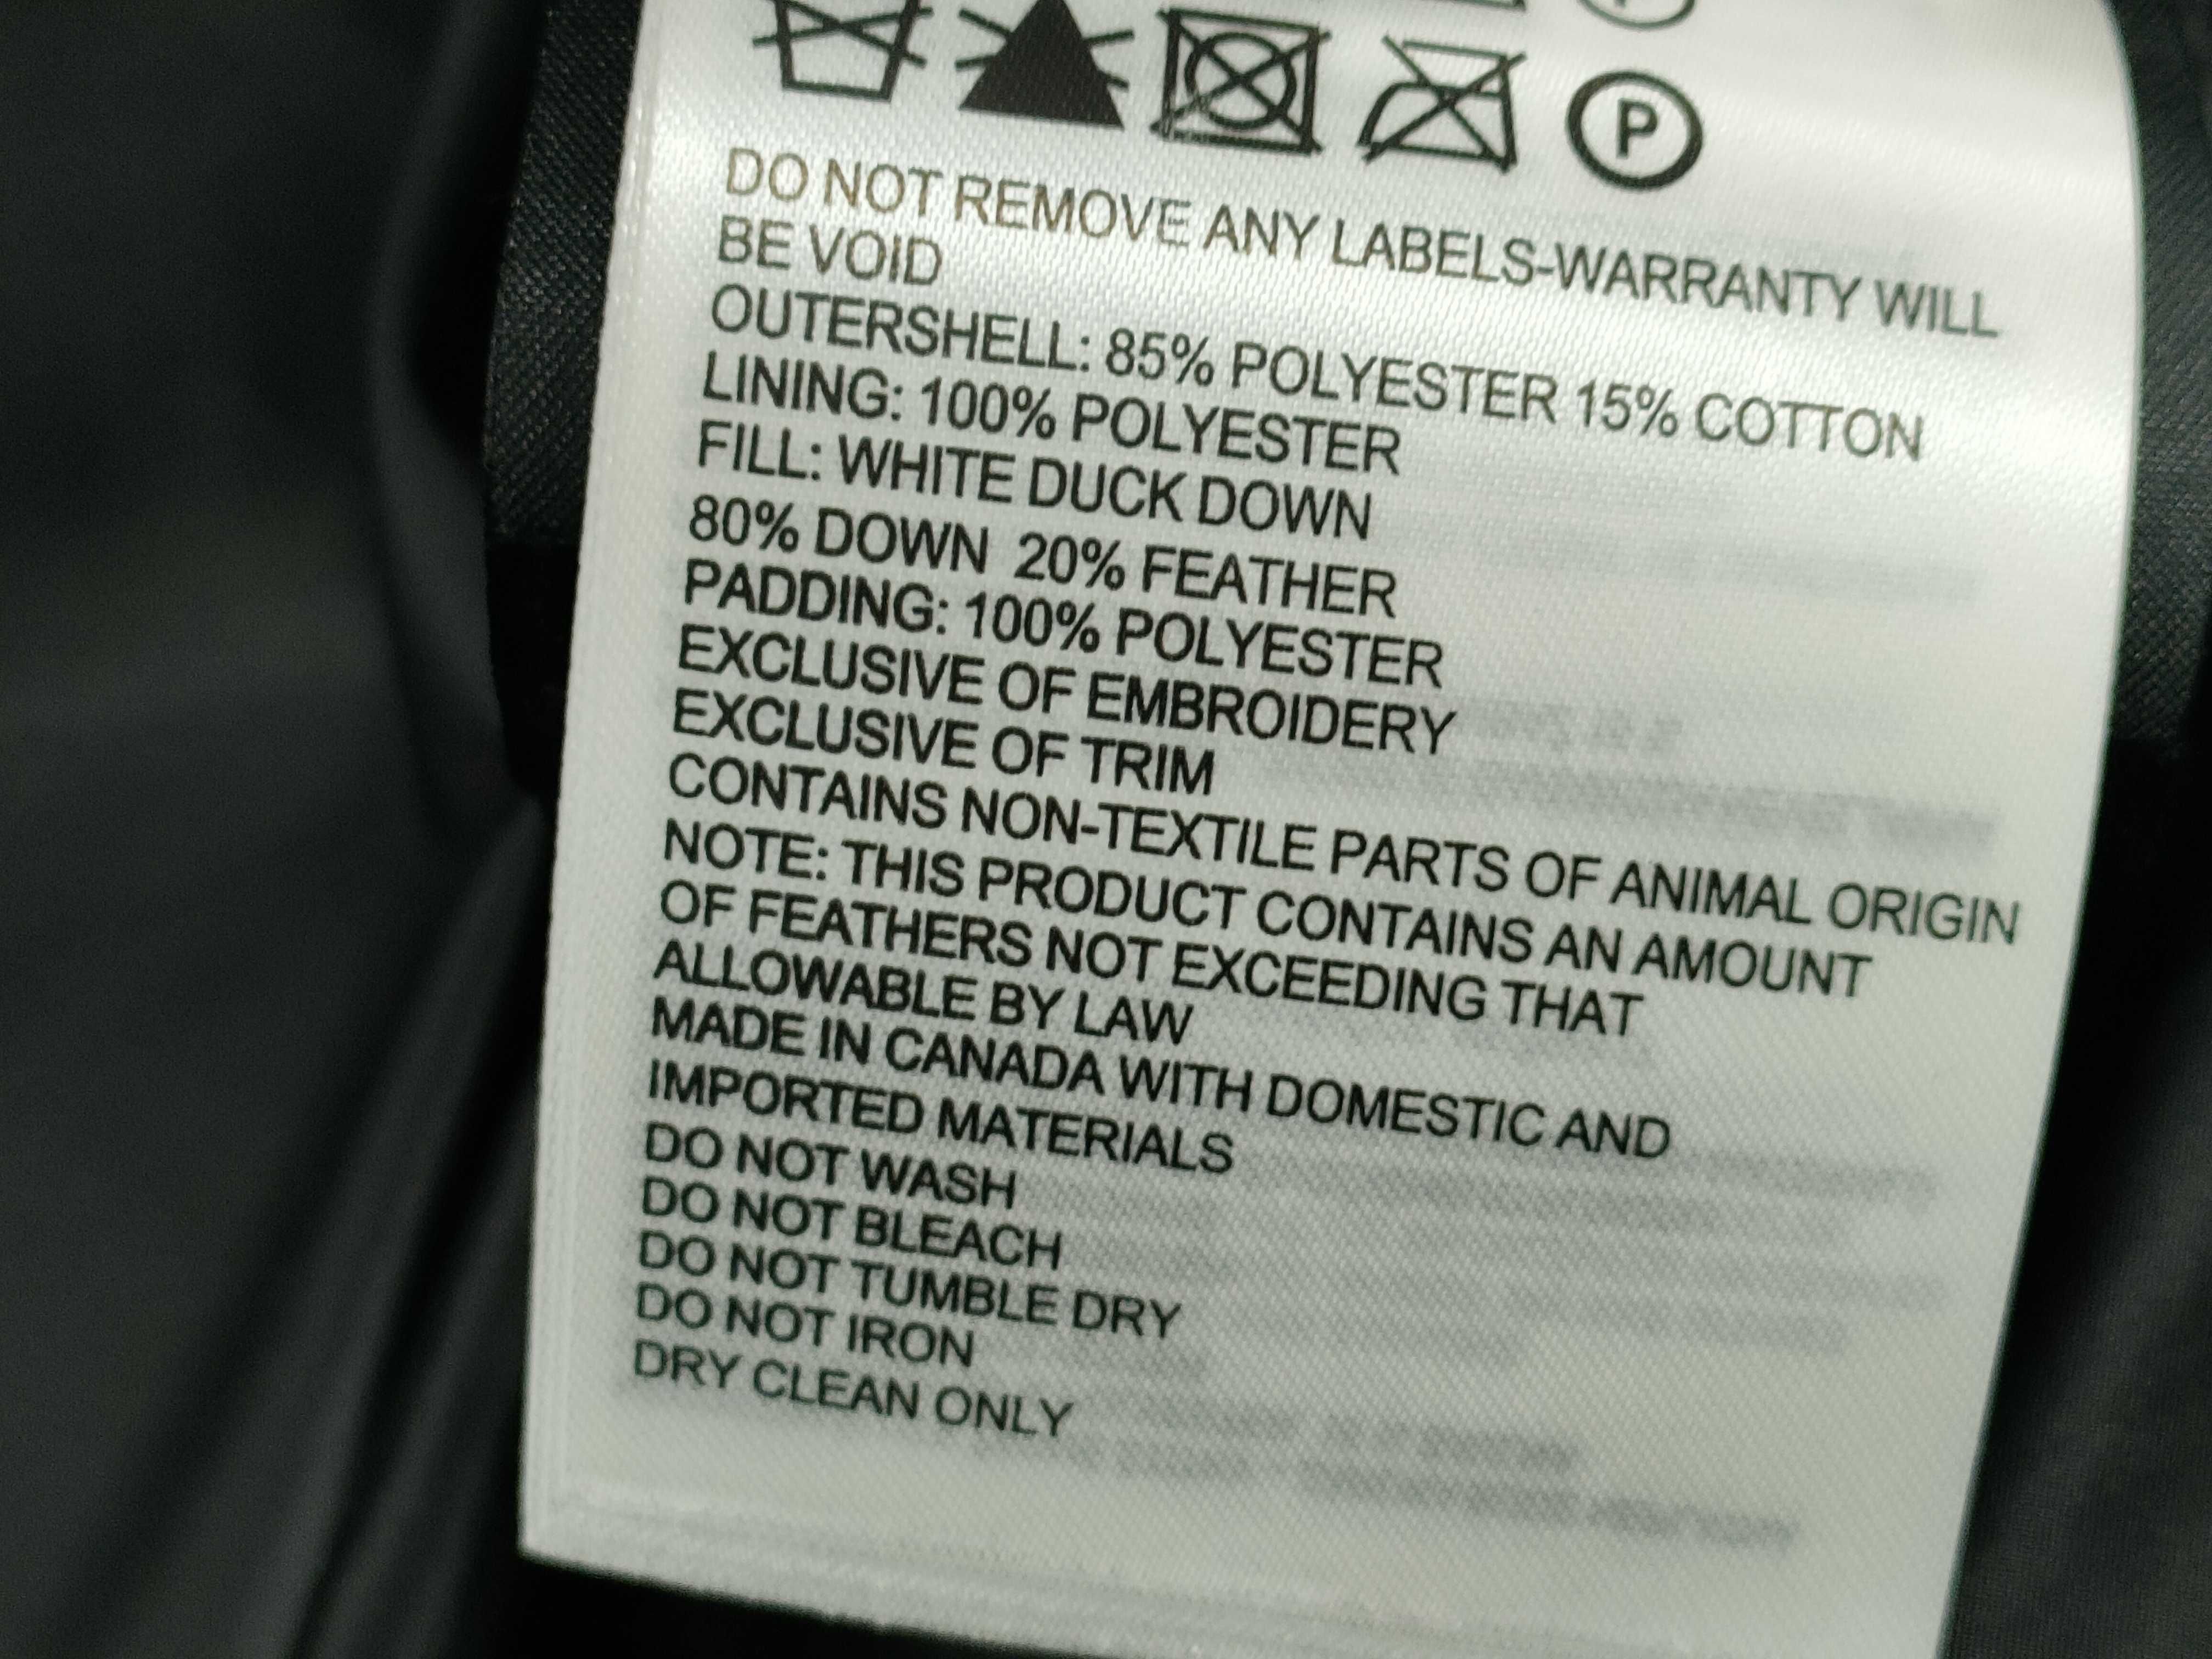 P
DO NOT REMOVE ANY LABELS-WARRANTY WILL
BE VOID
OUTERSHELL: 85% POLYESTER 15% COTTON
LINING: 100% POLYESTER
FILL: WHITE DUCK DOWN
80% DOWN 20% FEATHER
PADDING: 100% POLYESTER
EXCLUSIVE OF EMBROIDERY
EXCLUSIVE OF TRIM
CONTAINS NON-TEXTILE PARTS OF ANIMAL ORIGIN
NOTE: THIS PRODUCT CONTAINS AN AMOUNT
OF FEATHERS NOT EXCEEDING THAT
ALLOWABLE BY LAW
MADE IN CANADA WITH DOMESTIC AND
IMPORTED MATERIALS
DO NOT WASH
DO NOT BLEACH
DO NOT TUMBLE DRY
DO NOT IRON
DRY CLEAN ONLY